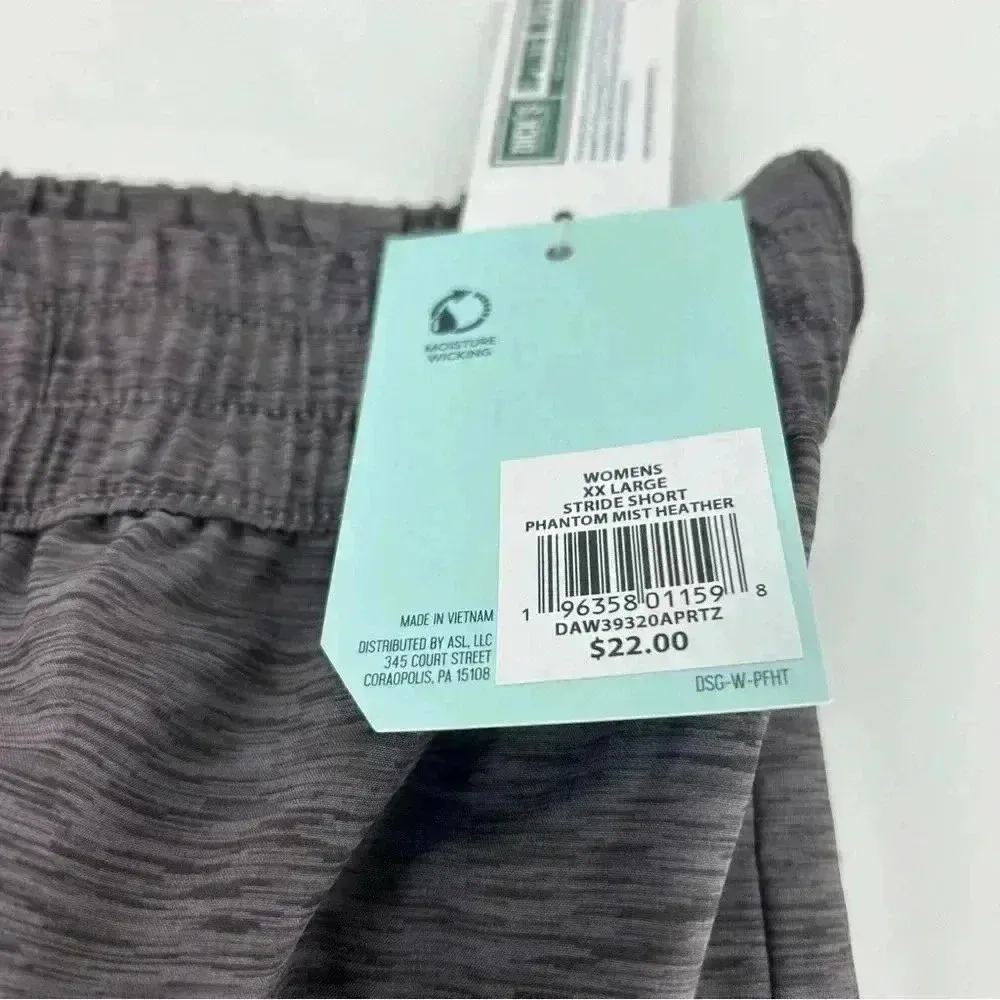 DICK'S
MOISTURE
WICKING
WOMENS
XX LARGE
STRIDE SHORT
PHANTOM MIST HEATHER
1 96358 01159 8
DAW39320APRTZ
$22.00
MADE IN VIETNAM
DISTRIBUTED BY ASL, LLC
345 COURT STREET
CORAOPOLIS, PA 15108
DSG-W-PFHT